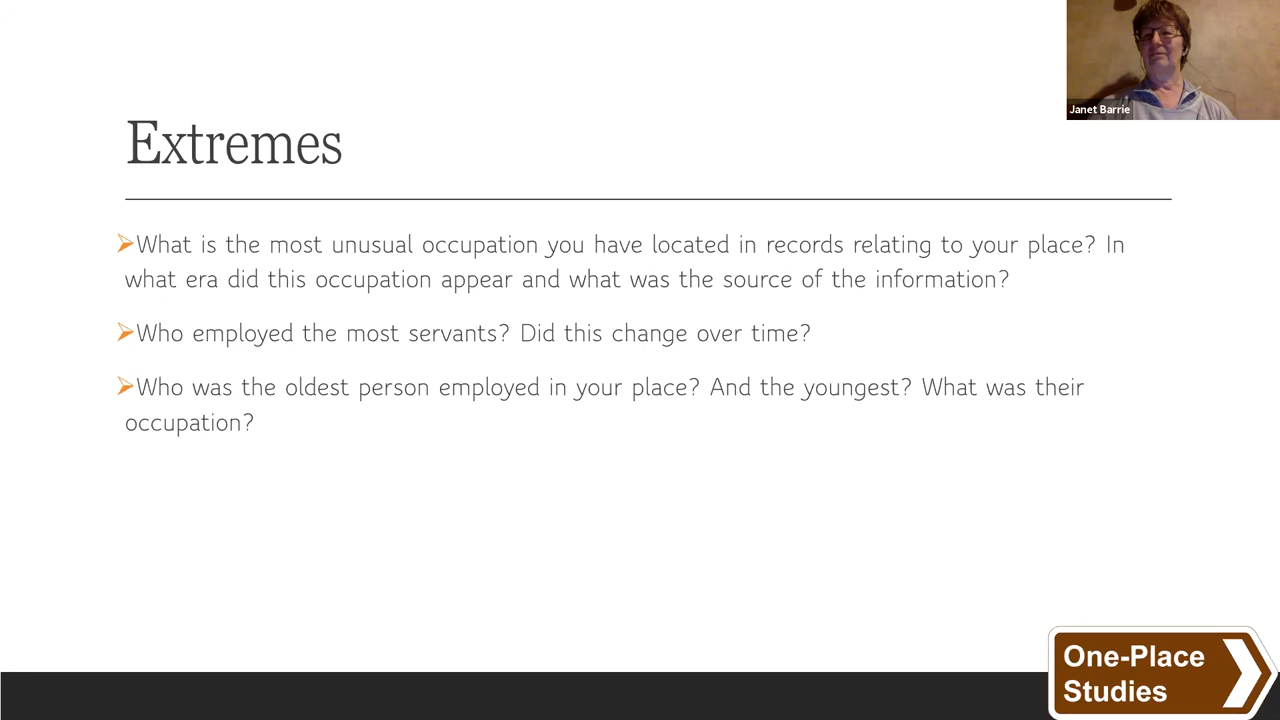 Janet Barrie
Extremes
What is the most unusual occupation you have located in records relating to your place? In
what era did this occupation appear and what was the source of the information?
Who employed the most servants? Did this change over time?
Who was the oldest person employed in your place? And the youngest? What was their
occupation?
One-Place
Studies